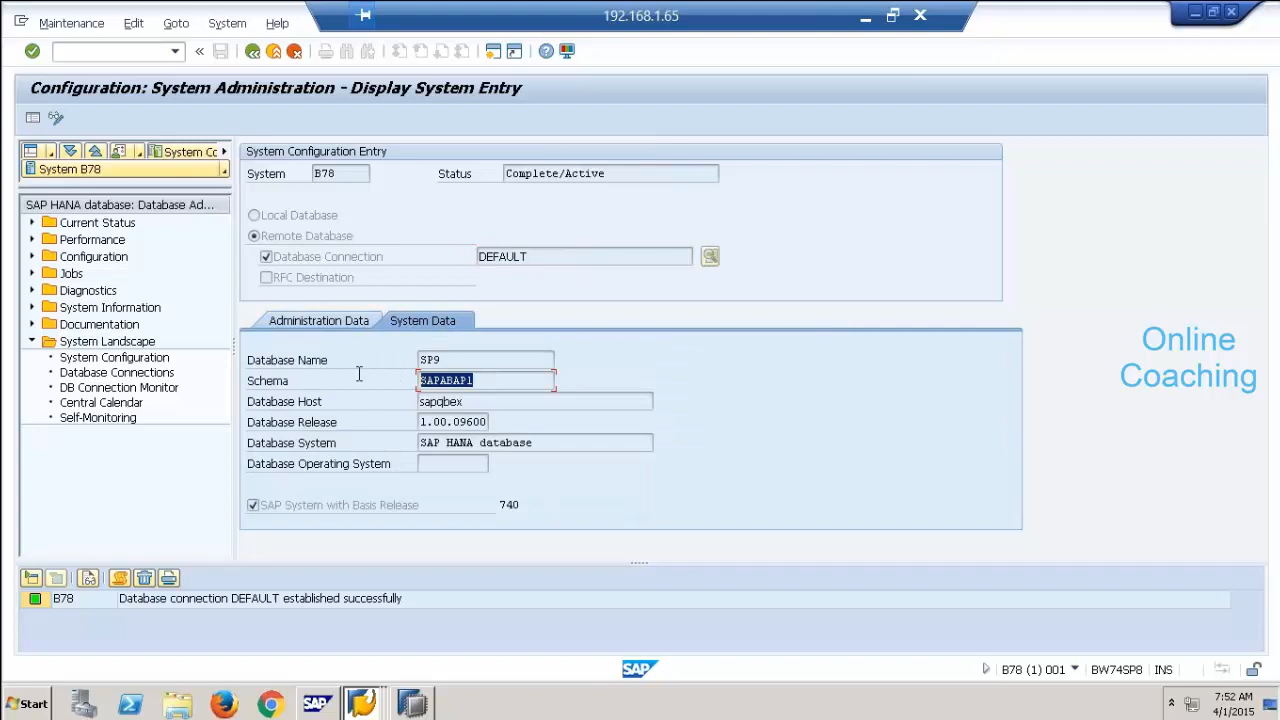 Maintenance Edit Goto System Help
192.168.1.65
Configuration: System Administration - Display System Entry
System Cc
System B78
SAP HANA database: Database Ad...
Current Status
Performance
Configuration
Jobs
Diagnostics
System Information
Documentation
System Landscape
System Configuration
Database Connections
DB Connection Monitor
Central Calendar
Self-Monitoring
System Configuration Entry
System B78 Status Complete/Active
Local Database
Remote Database
Database Connection DEFAULT
RFC Destination
Administration Data System Data
Database Name SP9
Schema SAPABAP1
Database Host sapqbex
Database Release 1.00.09600
Database System SAP HANA database
Database Operating System
SAP System with Basis Release 740
Online
Coaching
B78 Database connection DEFAULT established successfully
SAP
B78 (1) 001 BW74SP8 INS
Start
SAP
7:52 AM
4/1/2015